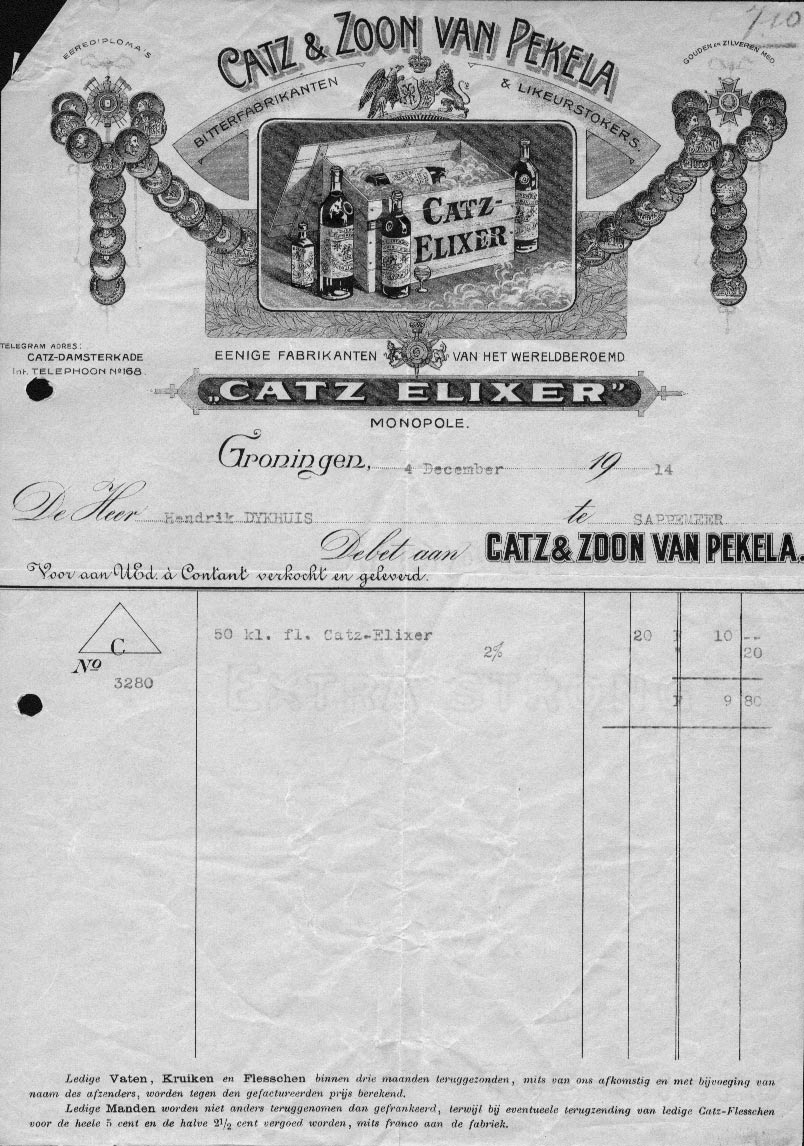 710
CATZ & ZOON VAN PEKELA
EEREDIPLOMA'S
GOUDEN EN ZILVEREN MED
BITTERFABRIKANTEN & LIKEURSTOKERS.
CATZ-
ELIXER
TELEGRAM ADRES:
CATZ-DAMSTERKADE
Int. TELEPHOON No 168.
EENIGE FABRIKANTEN VAN HET WERELDBEROEMD
„CATZ ELIXER”
MONOPOLE.
Groningen, 4 December 19 14
De Heer Hendrik DYKHUIS te SAPPEMEER
Debet aan CATZ & ZOON VAN PEKELA.
Voor aan UEd. à Contant verkocht en geleverd.
C
No
3280
50 kl. fl. Catz-Elixer 20 F 10 --
2% " 20
F 9 80
Ledige Vaten, Kruiken en Flesschen binnen drie maanden teruggezonden, mits van ons afkomstig en met bijvoeging van
naam des afzenders, worden tegen den gefactureerden prijs berekend.
Ledige Manden worden niet anders teruggenomen dan gefrankeerd, terwijl bij eventueele terugzending van ledige Catz-Flesschen
voor de heele 5 cent en de halve 2½ cent vergoed worden, mits franco aan de fabriek.